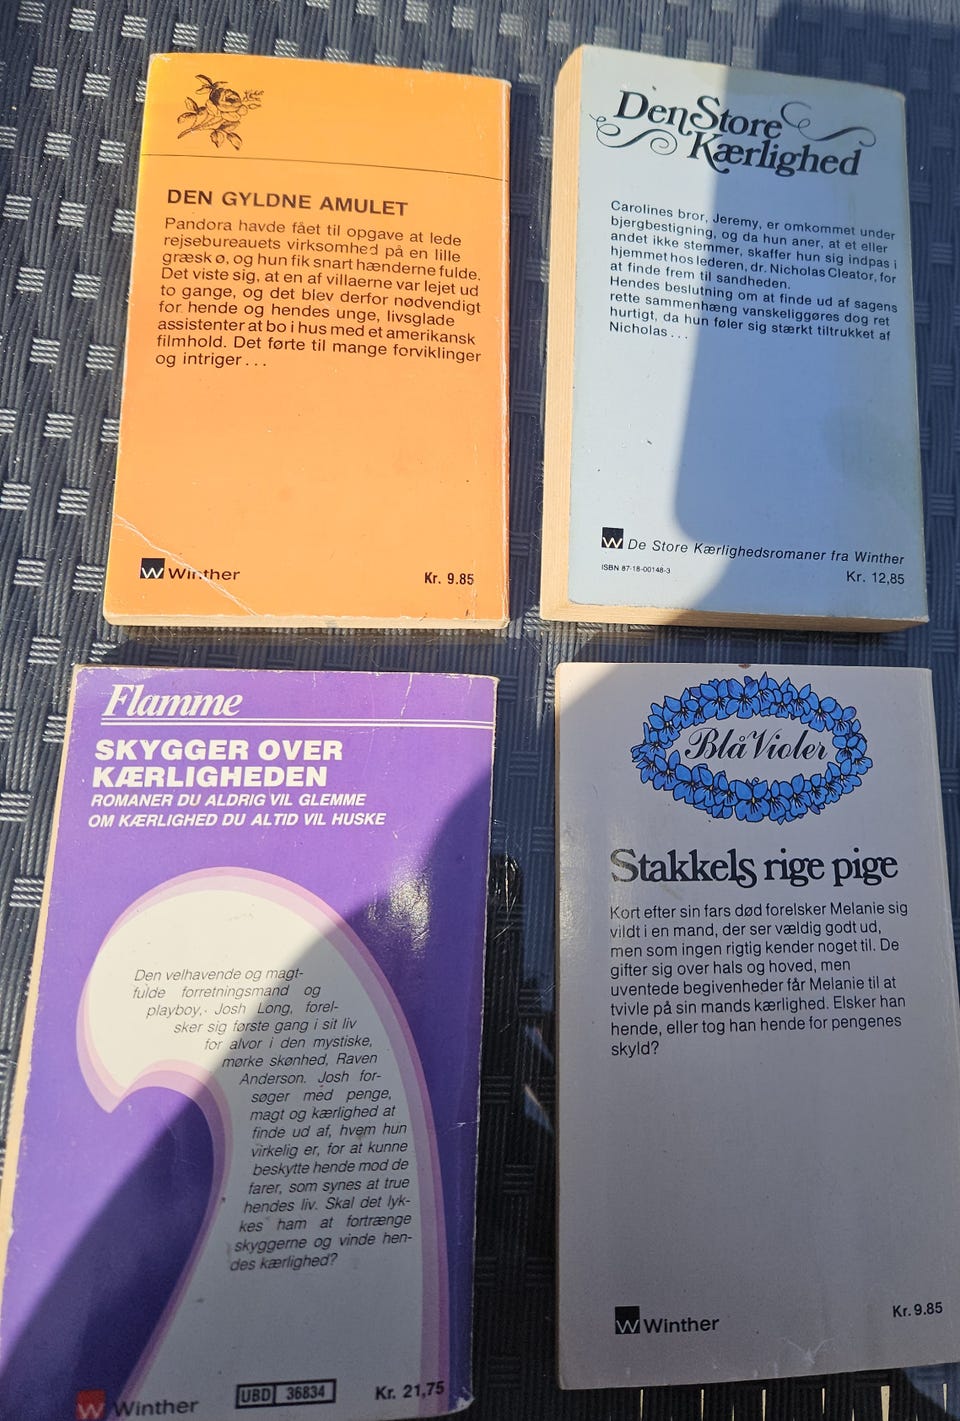 DEN GYLDNE AMULET
Pandora havde fået til opgave at lede
rejsebureauets virksomhed på en lille
græsk ø, og hun fik snart hænderne fulde.
Det viste sig, at en af villaerne var lejet ud
to gange, og det blev derfor nødvendigt
for hende og hendes unge, livsglade
assistenter at bo i hus med et amerikansk
filmhold. Det førte til mange forviklinger
og intriger...
W Winther
Kr. 9.85
Den Store
Kærlighed
Carolines bror, Jeremy, er omkommet under
bjergbestigning, og da hun aner, at et eller
andet ikke stemmer, skaffer hun sig indpas i
hjemmet hos lederen, dr. Nicholas Cleator, for
at finde frem til sandheden.
Hendes beslutning om at finde ud af sagens
rette sammenhæng vanskeliggøres dog ret
hurtigt, da hun føler sig stærkt tiltrukket af
Nicholas...
W De Store Kærlighedsromaner fra Winther
ISBN 87-18-00148-3
Kr. 12,85
Flamme
SKYGGER OVER
KÆRLIGHEDEN
ROMANER DU ALDRIG VIL GLEMME
OM KÆRLIGHED DU ALTID VIL HUSKE
Den velhavende og magt-
fulde forretningsmand og
playboy, Josh Long, forel-
sker sig første gang i sit liv
for alvor i den mystiske,
mørke skønhed, Raven
Anderson. Josh for-
søger med penge,
magt og kærlighed at
finde ud af, hvem hun
virkelig er, for at kunne
beskytte hende mod de
farer, som synes at true
hendes liv. Skal det lyk-
kes ham at fortrænge
skyggerne og vinde hen-
des kærlighed?
W Winther
UBD 36834
Kr. 21,75
Blå Violer
Stakkels rige pige
Kort efter sin fars død forelsker Melanie sig
vildt i en mand, der ser vældig godt ud,
men som ingen rigtig kender noget til. De
gifter sig over hals og hoved, men
uventede begivenheder får Melanie til at
tvivle på sin mands kærlighed. Elsker han
hende, eller tog han hende for pengenes
skyld?
W Winther
Kr. 9.85